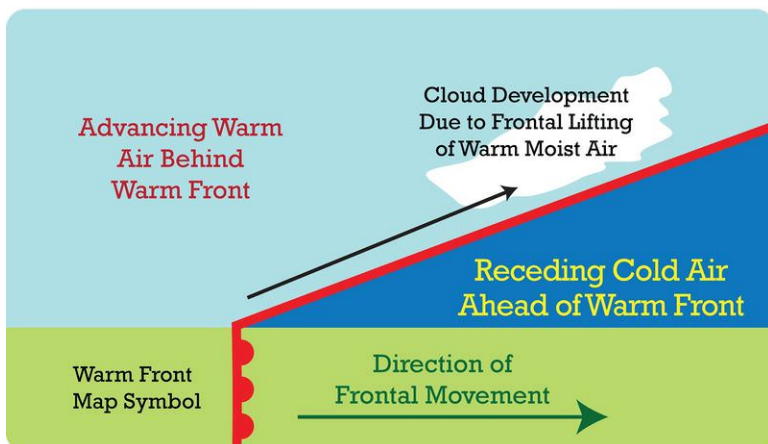 Advancing Warm
Air Behind
Warm Front
Cloud Development
Due to Frontal Lifting
of Warm Moist Air
Receding Cold Air
Ahead of Warm Front
Warm Front
Map Symbol
Direction of
Frontal Movement